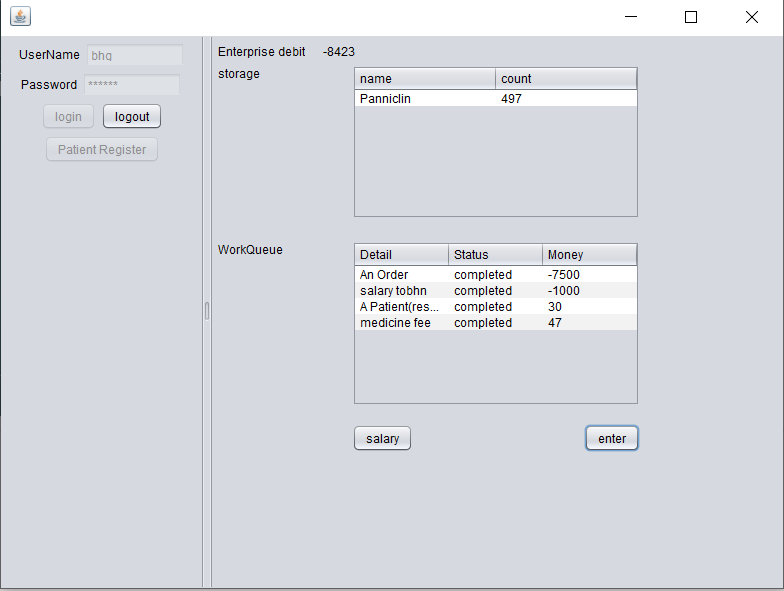 UserName bhg
Password ******
login logout
Patient Register
Enterprise debit -8423
storage
name count
Panniclin 497
WorkQueue
Detail Status Money
An Order completed -7500
salary tobhn completed -1000
A Patient(res... completed 30
medicine fee completed 47
salary enter